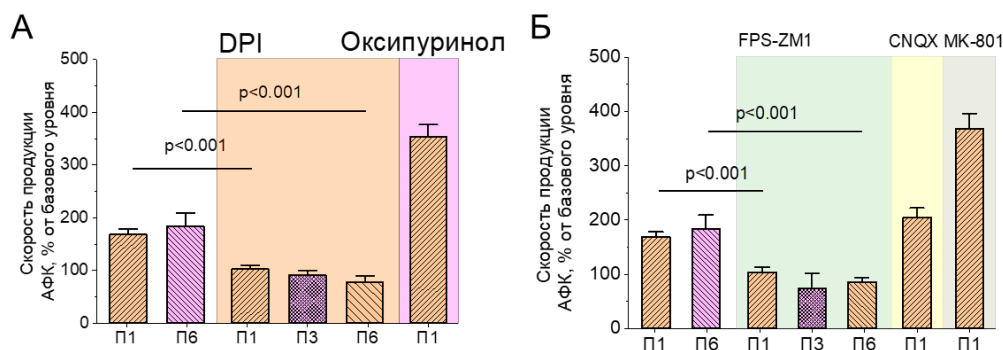 А
DPI
Оксипуринол
Скорость продукции
АФК, % от базового уровня
500
400
300
200
100
0
p<0.001
p<0.001
П1 П6 П1 П3 П6 П1
Б
FPS-ZM1 CNQX MK-801
Скорость продукции
АФК, % от базового уровня
500
400
300
200
100
0
p<0.001
p<0.001
П1 П6 П1 П3 П6 П1 П1